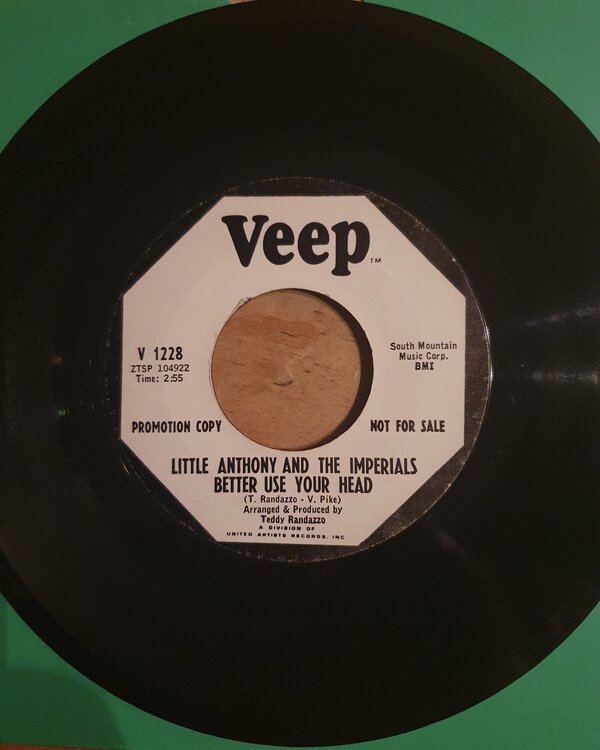 Veep™
V 1228
ZTSP 104922
Time: 2:55
South Mountain
Music Corp.
BMI
PROMOTION COPY
NOT FOR SALE
LITTLE ANTHONY AND THE IMPERIALS
BETTER USE YOUR HEAD
(T. Randazzo - V. Pike)
Arranged & Produced by
Teddy Randazzo
A DIVISION OF
UNITED ARTISTS RECORDS, INC